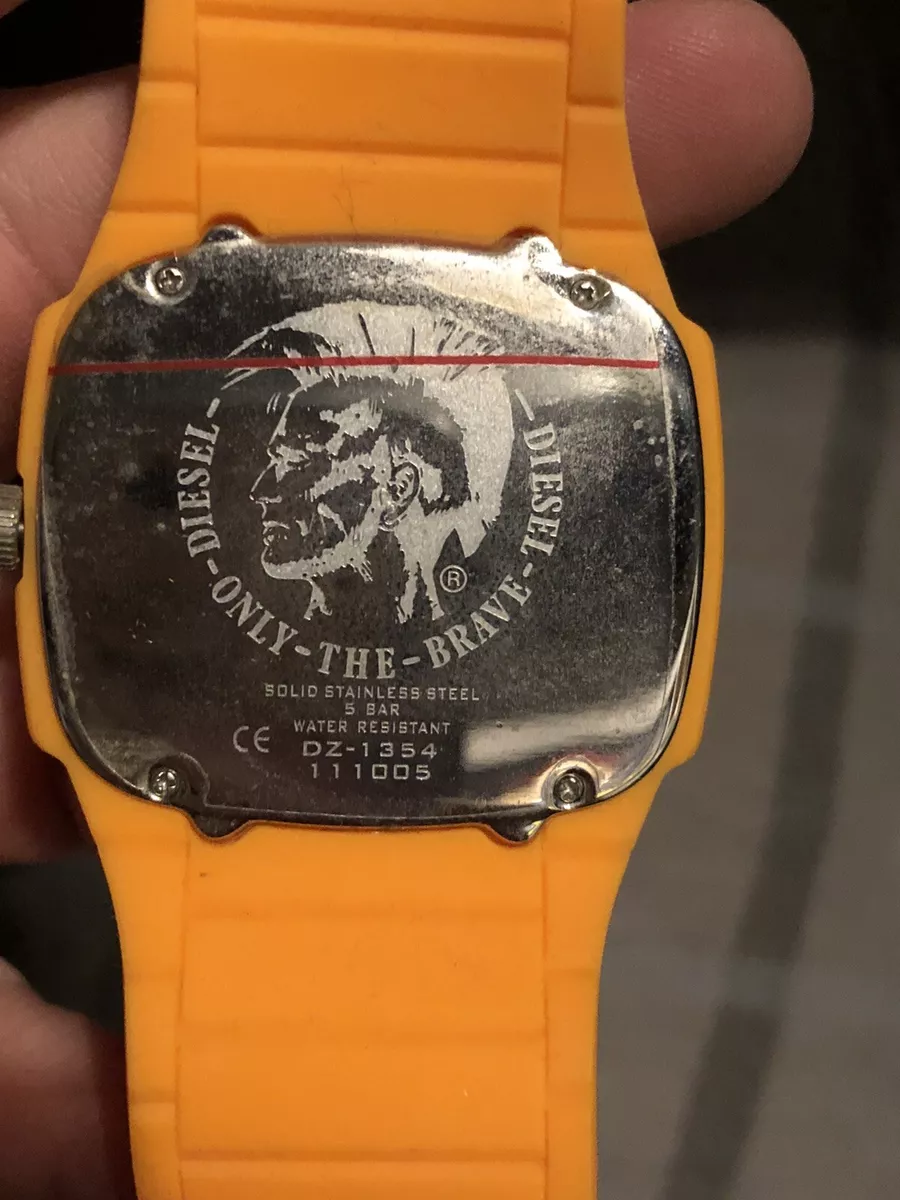 DIESEL-ONLY-THE-BRAVE-DIESEL-
®
SOLID STAINLESS STEEL
5 BAR
WATER RESISTANT
CE DZ-1354
111005